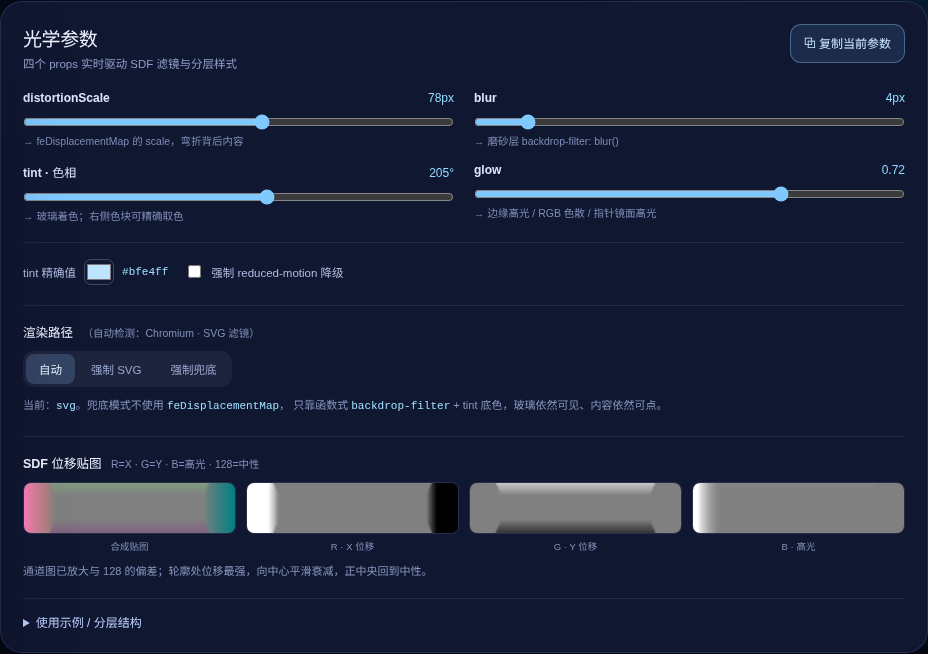 光学参数
复制当前参数
四个 props 实时驱动 SDF 滤镜与分层样式
distortionScale 78px
→ feDisplacementMap 的 scale，弯折背后内容
blur 4px
→ 磨砂层 backdrop-filter: blur()
tint · 色相 205°
→ 玻璃着色；右侧色块可精确取色
glow 0.72
→ 边缘高光 / RGB 色散 / 指针镜面高光
tint 精确值 #bfe4ff 强制 reduced-motion 降级
渲染路径 （自动检测：Chromium · SVG 滤镜）
自动 强制 SVG 强制兜底
当前：svg。兜底模式不使用 feDisplacementMap， 只靠函数式 backdrop-filter + tint 底色，玻璃依然可见、内容依然可点。
SDF 位移贴图 R=X · G=Y · B=高光 · 128=中性
合成贴图 R · X 位移 G · Y 位移 B · 高光
通道图已放大与 128 的偏差；轮廓处位移最强，向中心平滑衰减，正中央回到中性。
▶ 使用示例 / 分层结构